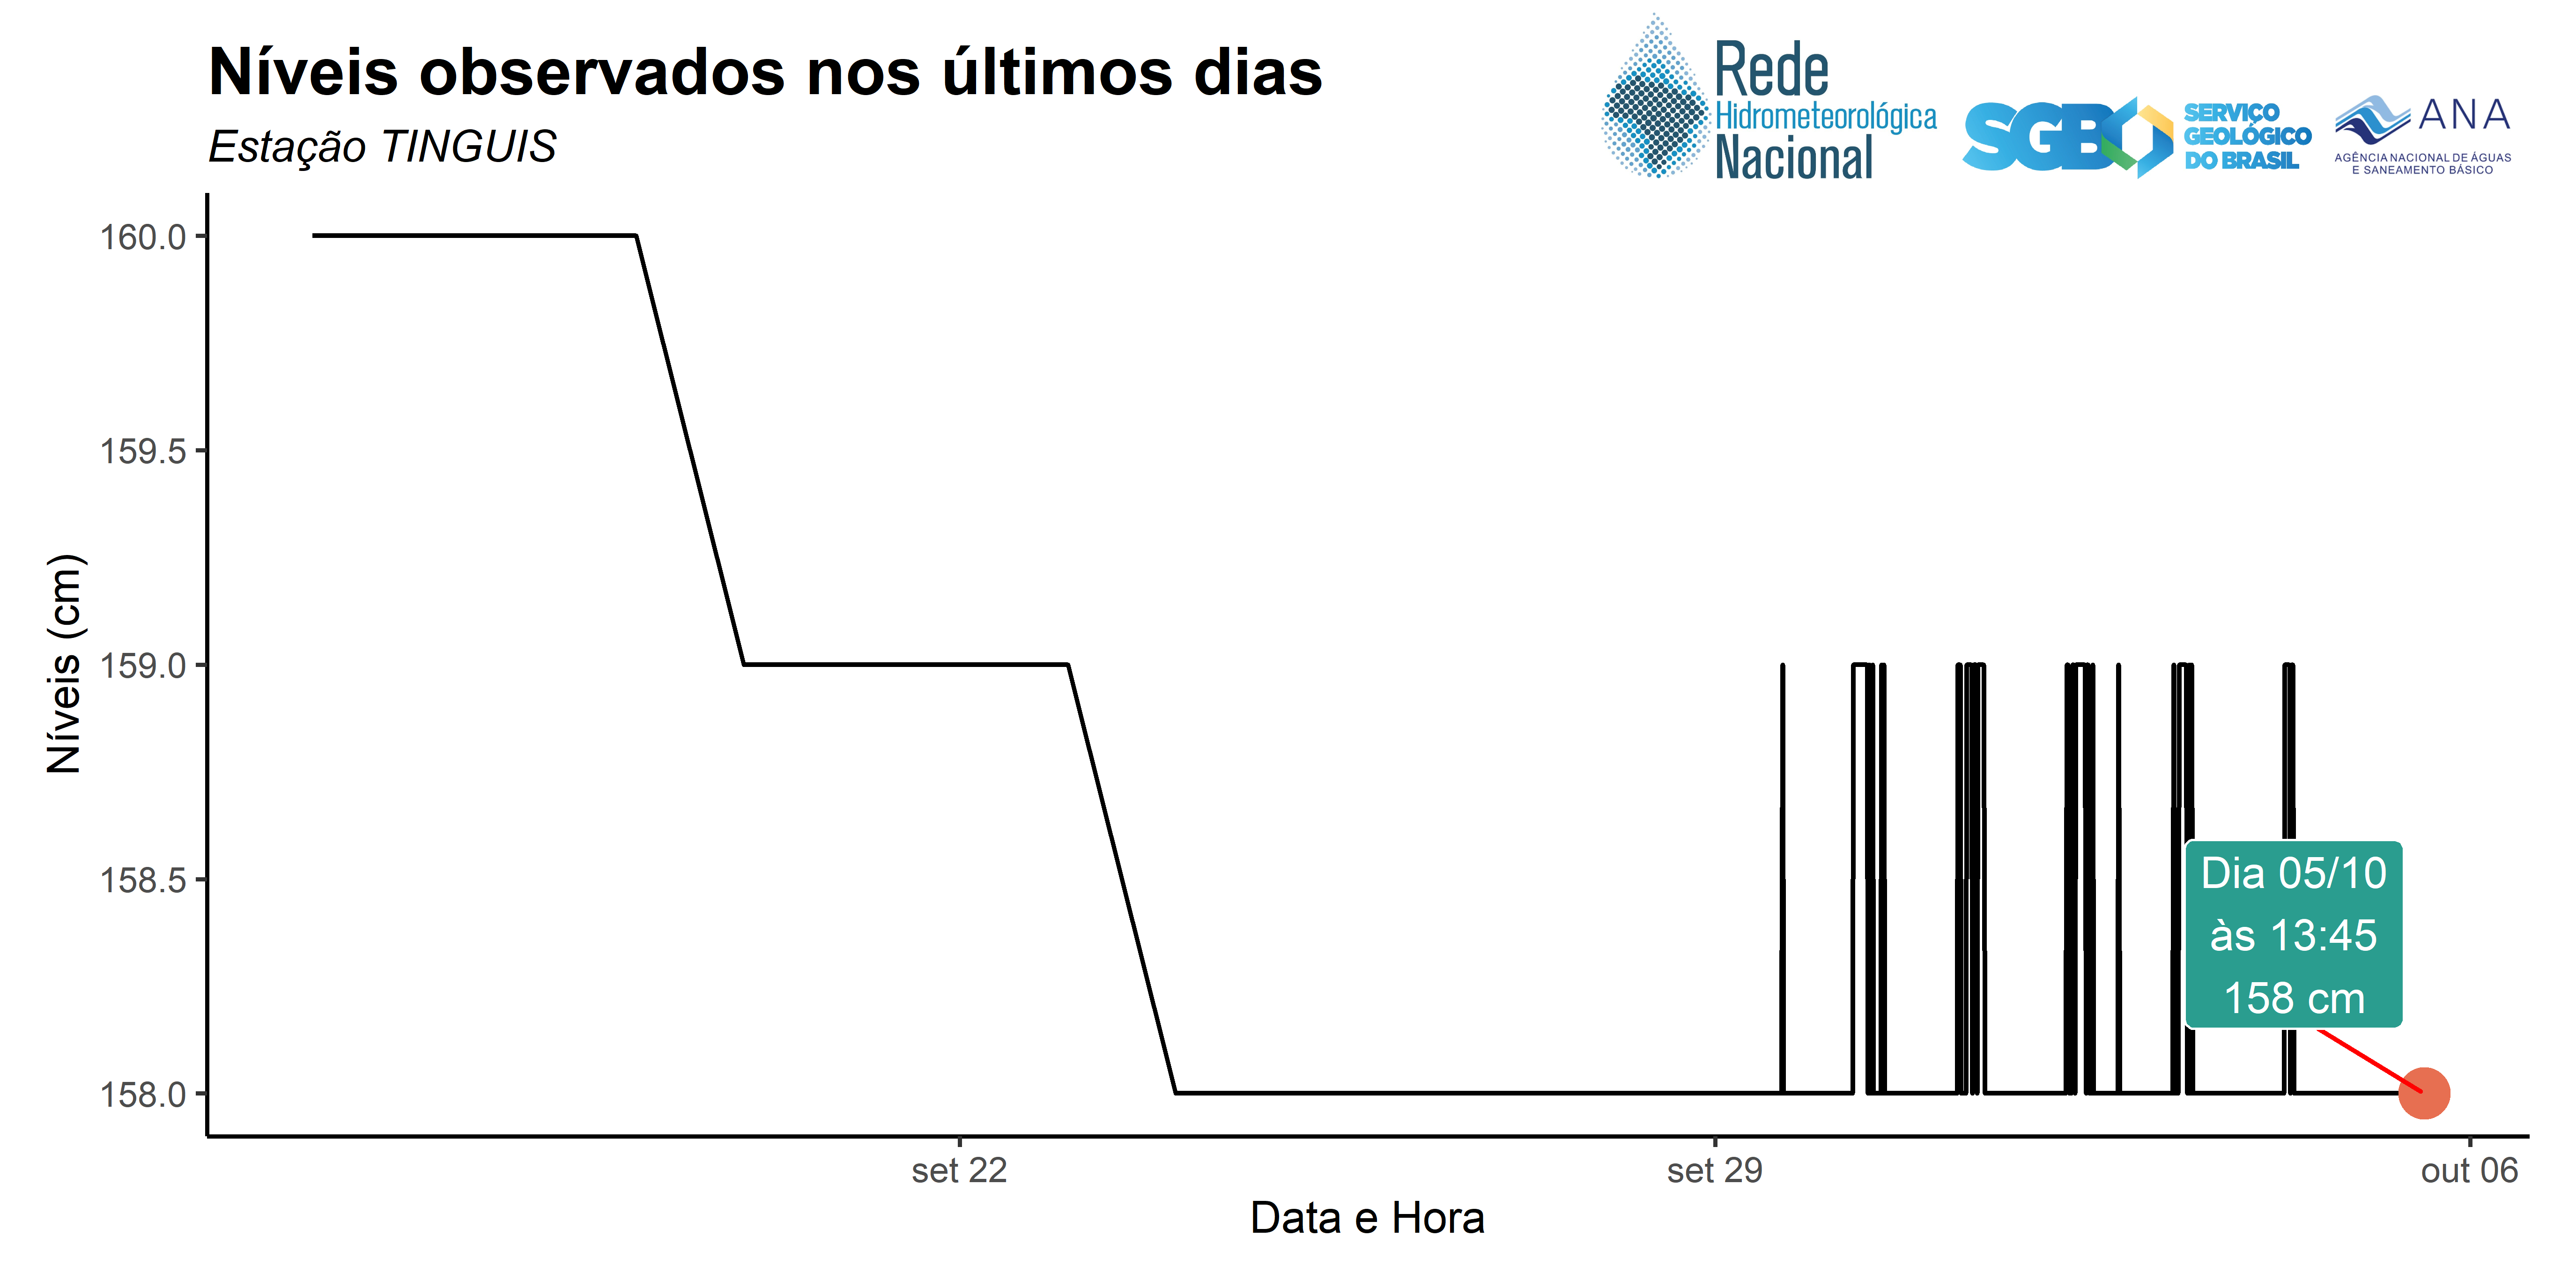 Níveis observados nos últimos dias
Estação TINGUIS
Rede
Hidrometeorológica
Nacional
SGB
SERVIÇO
GEOLÓGICO
DO BRASIL
ANA
AGÊNCIA NACIONAL DE ÁGUAS
E SANEAMENTO BÁSICO
Níveis (cm)
160.0
159.5
159.0
158.5
158.0
Dia 05/10
às 13:45
158 cm
set 22
set 29
out 06
Data e Hora